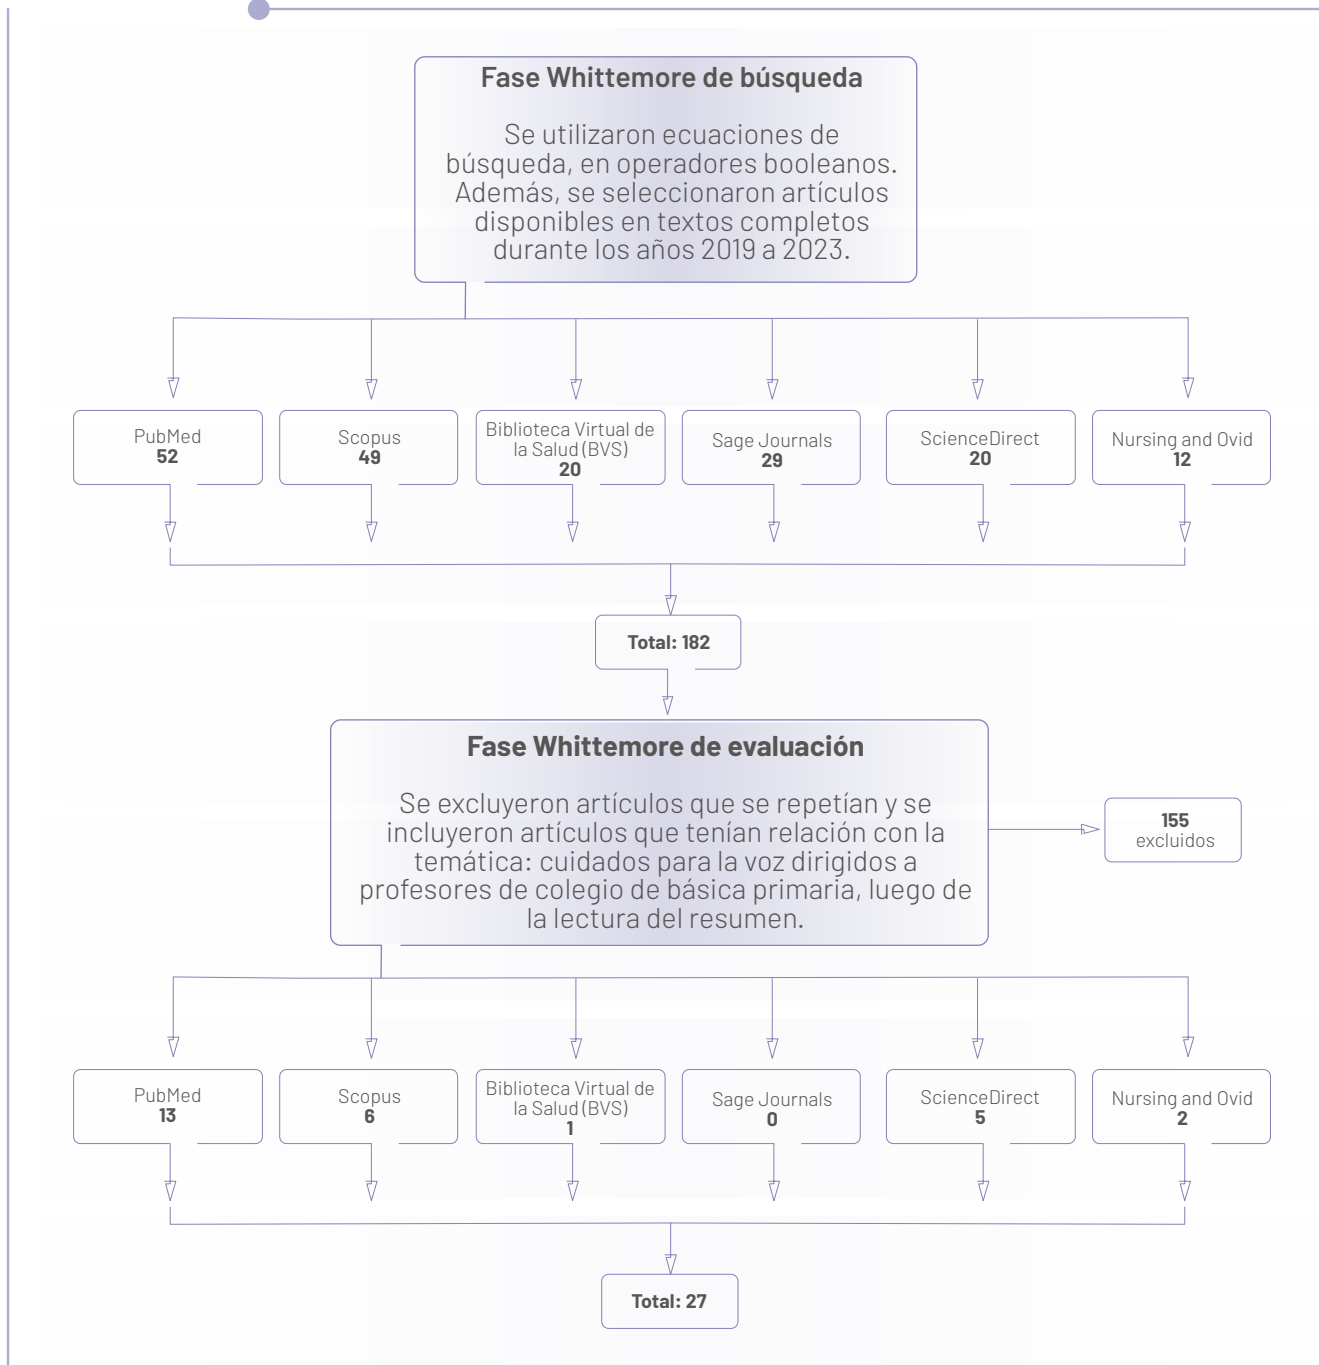 Fase Whittemore de búsqueda
Se utilizaron ecuaciones de
búsqueda, en operadores booleanos.
Además, se seleccionaron artículos
disponibles en textos completos
durante los años 2019 a 2023.
PubMed
52
Scopus
49
Biblioteca Virtual de
la Salud (BVS)
20
Sage Journals
29
ScienceDirect
20
Nursing and Ovid
12
Total: 182
Fase Whittemore de evaluación
Se excluyeron artículos que se repetían y se
incluyeron artículos que tenían relación con la
temática: cuidados para la voz dirigidos a
profesores de colegio de básica primaria, luego de
la lectura del resumen.
155
excluidos
PubMed
13
Scopus
6
Biblioteca Virtual de
la Salud (BVS)
1
Sage Journals
0
ScienceDirect
5
Nursing and Ovid
2
Total: 27